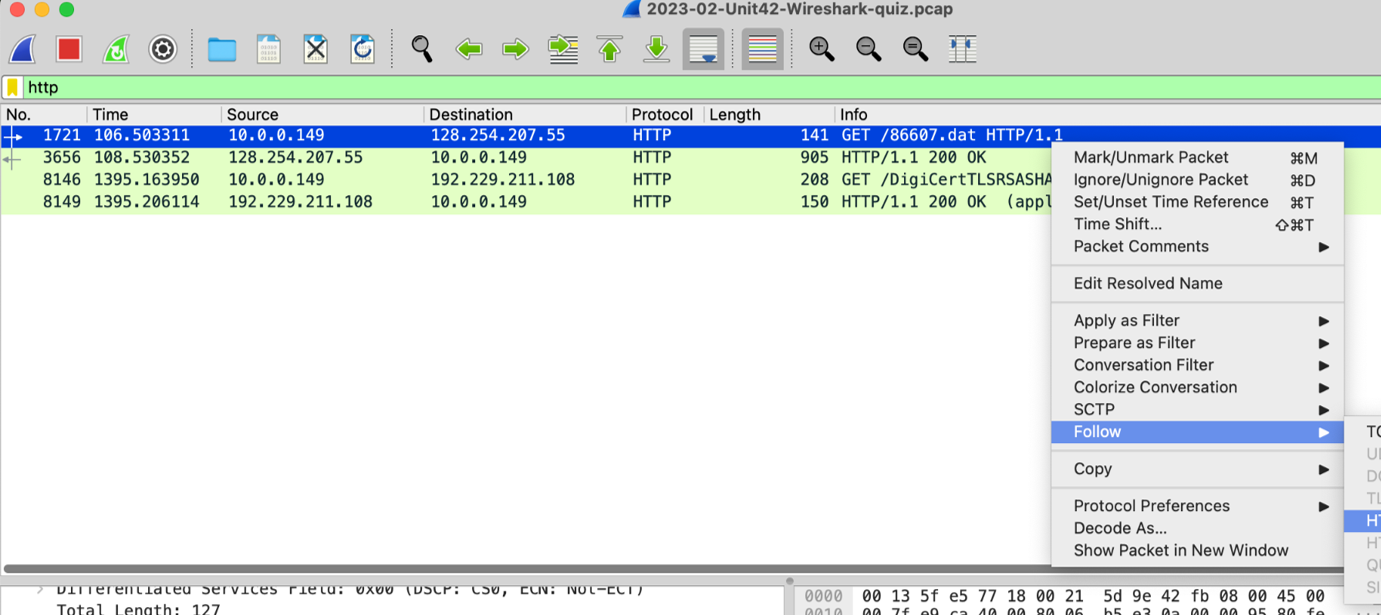 2023-02-Unit42-Wireshark-quiz.pcap
http
No. Time Source Destination Protocol Length Info
1721 106.503311 10.0.0.149 128.254.207.55 HTTP 141 GET /86607.dat HTTP/1.1
3656 108.530352 128.254.207.55 10.0.0.149 HTTP 905 HTTP/1.1 200 OK
8146 1395.163950 10.0.0.149 192.229.211.108 HTTP 208 GET /DigiCertTLSRSASHA
8149 1395.206114 192.229.211.108 10.0.0.149 HTTP 150 HTTP/1.1 200 OK (appl
Mark/Unmark Packet ⌘M
Ignore/Unignore Packet ⌘D
Set/Unset Time Reference ⌘T
Time Shift... ⇧⌘T
Packet Comments
Edit Resolved Name
Apply as Filter
Prepare as Filter
Conversation Filter
Colorize Conversation
SCTP
Follow
Copy
Protocol Preferences
Decode As...
Show Packet in New Window
Differentiated Services Field: 0x00 (DSCP: CS0, ECN: Not-ECT)
Total Length: 127
0000 00 13 5f e5 77 18 00 21 5d 9e 42 fb 08 00 45 00
0010 00 7f e9 ca 40 00 80 06 b5 e3 0a 00 00 95 80 fe